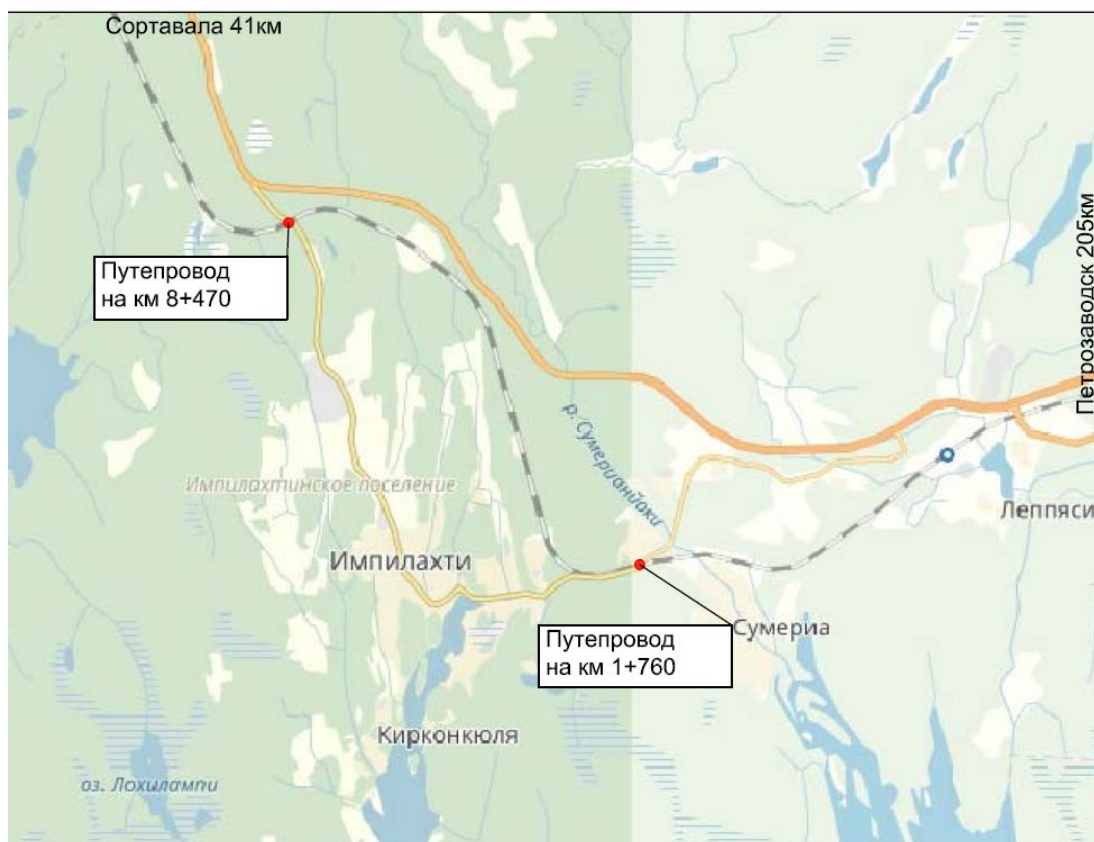 Сортавала 41км
Петрозаводск 205км
Путепровод
на км 8+470
р. Сумерианйоки
Импилахтинское поселение
Леппяси
Импилахти
Путепровод
на км 1+760
Сумериа
Кирконкюля
оз. Лохилампи